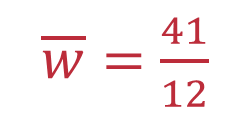 w̅ = 41/12